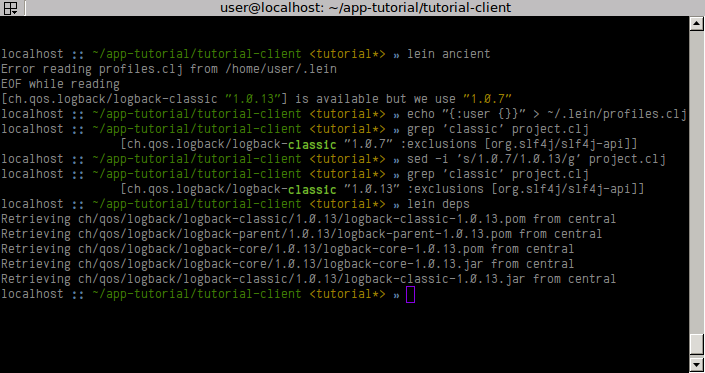 user@localhost: ~/app-tutorial/tutorial-client
localhost :: ~/app-tutorial/tutorial-client <tutorial*> » lein ancient
Error reading profiles.clj from /home/user/.lein
EOF while reading
[ch.qos.logback/logback-classic "1.0.13"] is available but we use "1.0.7"
localhost :: ~/app-tutorial/tutorial-client <tutorial*> » echo "{:user {}}" > ~/.lein/profiles.clj
localhost :: ~/app-tutorial/tutorial-client <tutorial*> » grep 'classic' project.clj
[ch.qos.logback/logback-classic "1.0.7" :exclusions [org.slf4j/slf4j-api]]
localhost :: ~/app-tutorial/tutorial-client <tutorial*> » sed -i 's/1.0.7/1.0.13/g' project.clj
localhost :: ~/app-tutorial/tutorial-client <tutorial*> » grep 'classic' project.clj
[ch.qos.logback/logback-classic "1.0.13" :exclusions [org.slf4j/slf4j-api]]
localhost :: ~/app-tutorial/tutorial-client <tutorial*> » lein deps
Retrieving ch/qos/logback/logback-classic/1.0.13/logback-classic-1.0.13.pom from central
Retrieving ch/qos/logback/logback-parent/1.0.13/logback-parent-1.0.13.pom from central
Retrieving ch/qos/logback/logback-core/1.0.13/logback-core-1.0.13.pom from central
Retrieving ch/qos/logback/logback-core/1.0.13/logback-core-1.0.13.jar from central
Retrieving ch/qos/logback/logback-classic/1.0.13/logback-classic-1.0.13.jar from central
localhost :: ~/app-tutorial/tutorial-client <tutorial*> »